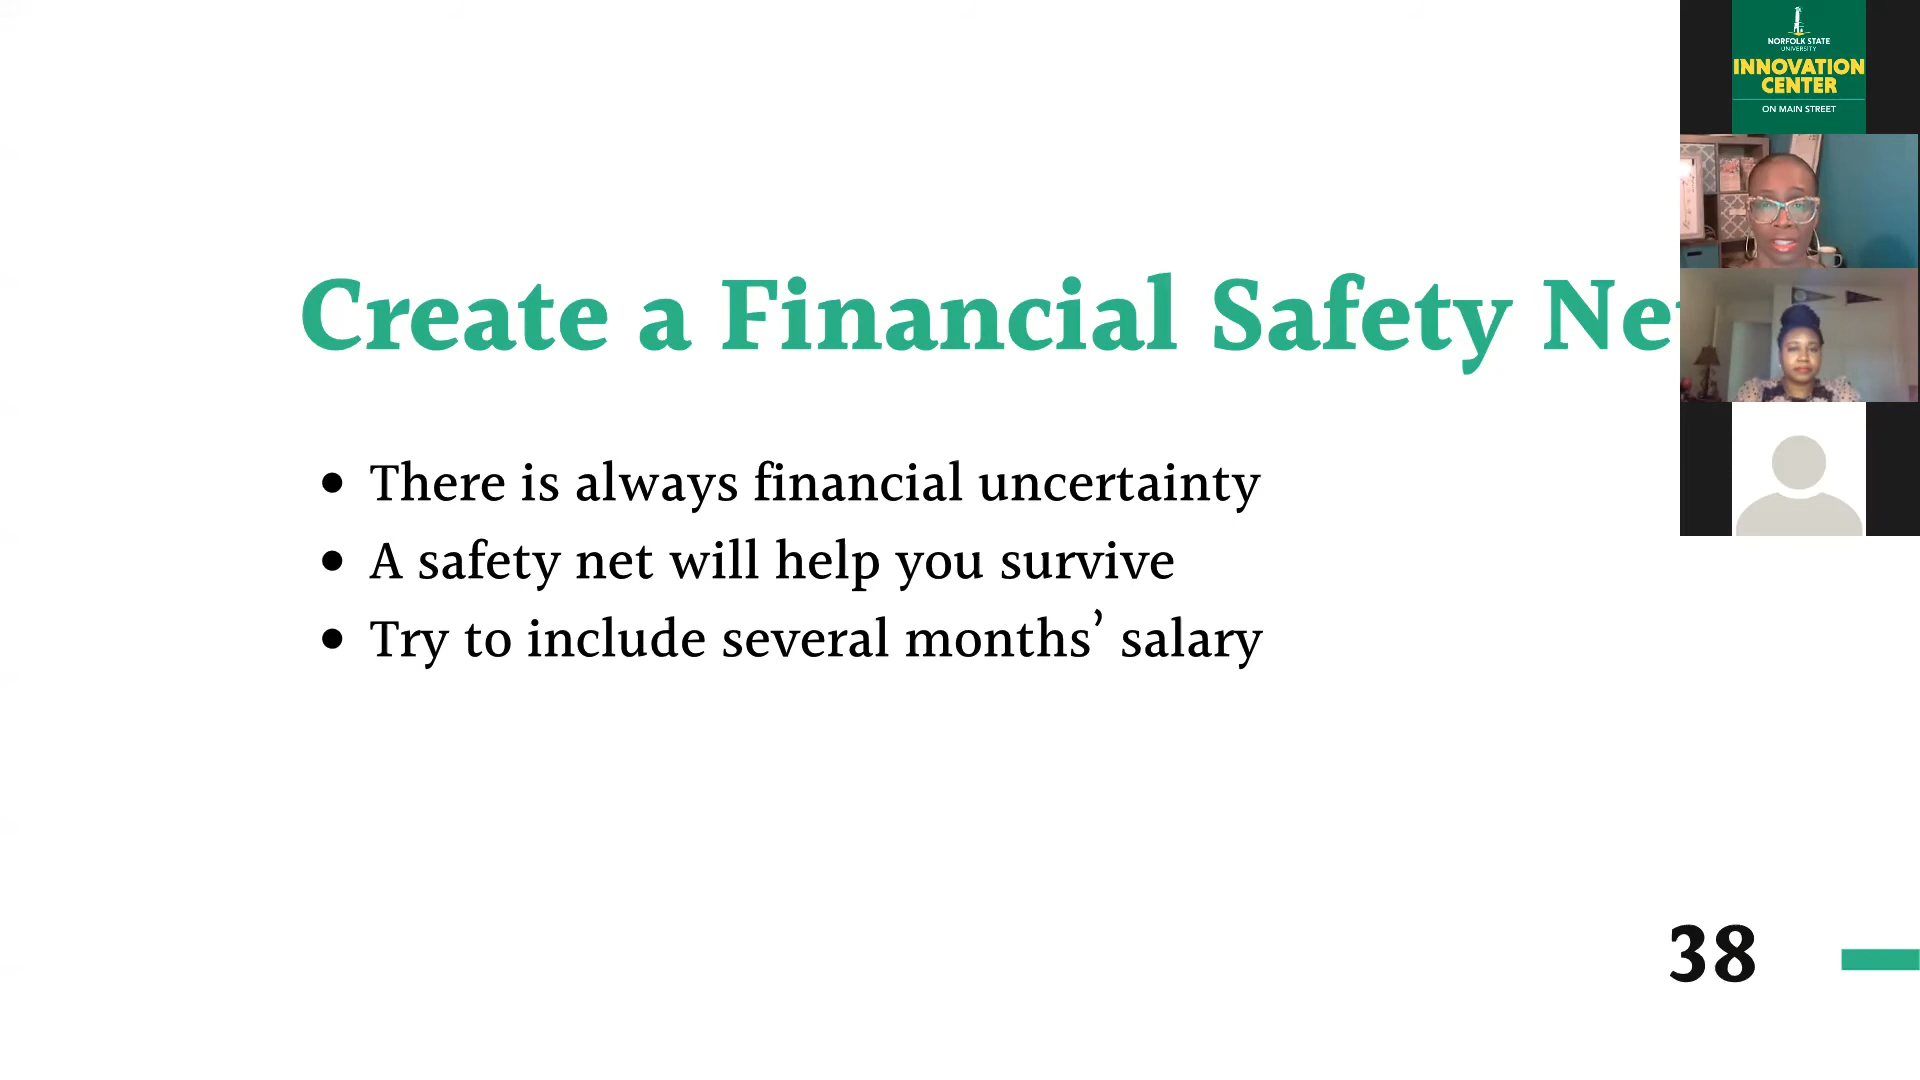 NORFOLK STATE
UNIVERSITY
INNOVATION
CENTER
ON MAIN STREET
Create a Financial Safety Ne
• There is always financial uncertainty
• A safety net will help you survive
• Try to include several months’ salary
38